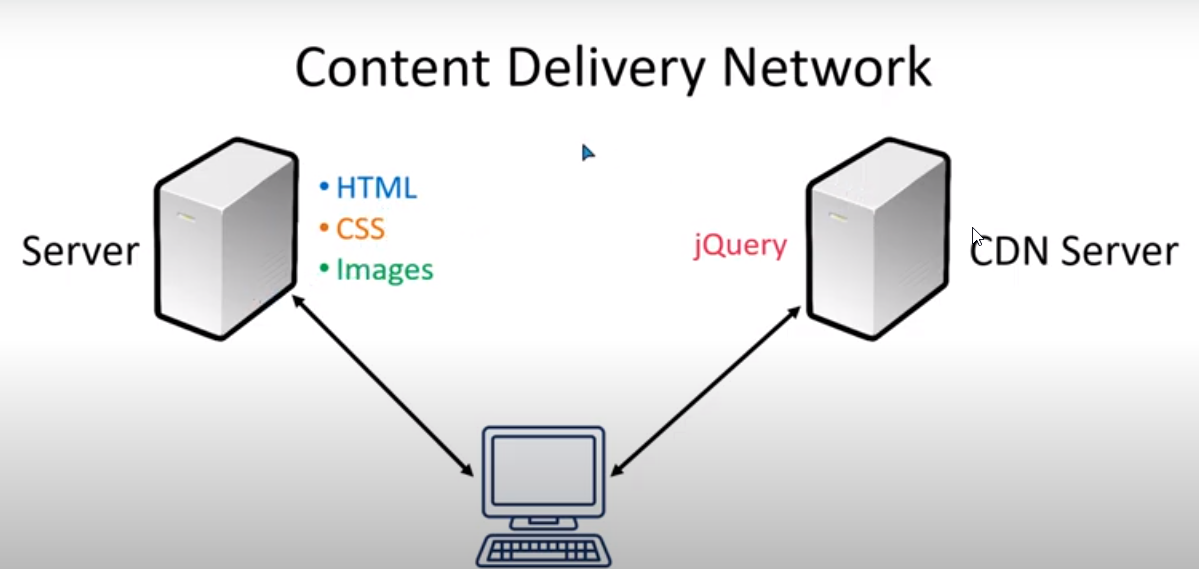 Content Delivery Network
• HTML
• CSS
• Images
Server
jQuery
CDN Server